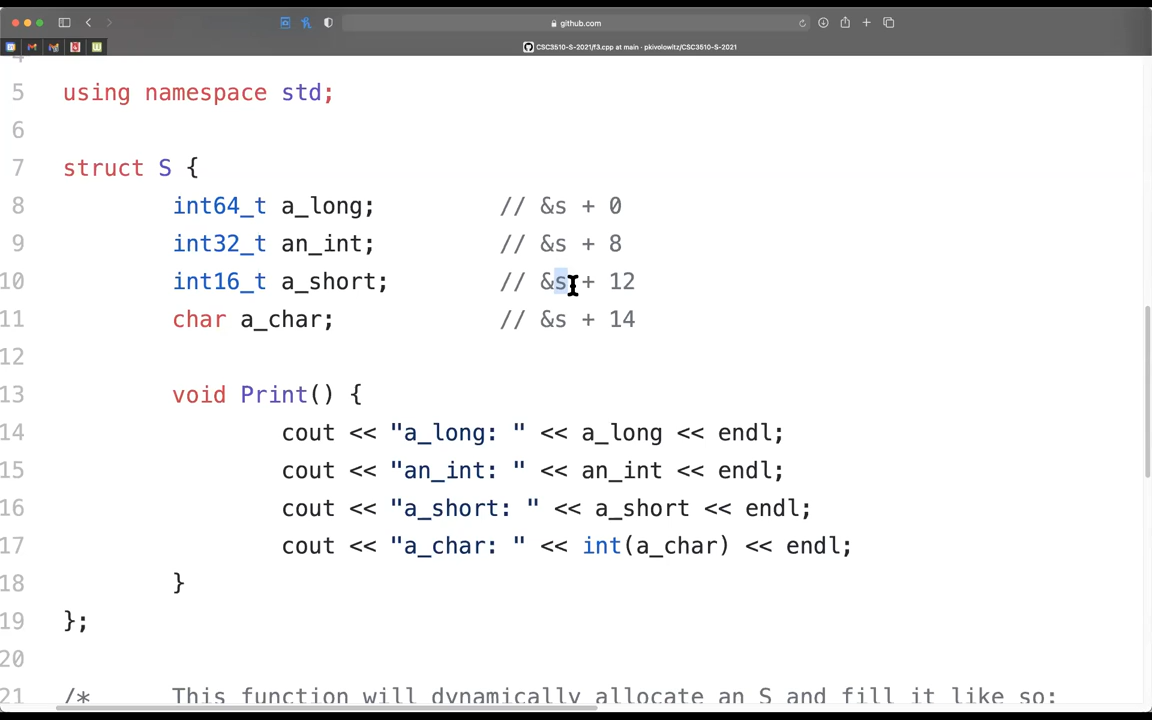 github.com
CSC3510-S-2021/f3.cpp at main · pkivolowitz/CSC3510-S-2021
5 using namespace std;
6
7 struct S {
8 int64_t a_long; // &s + 0
9 int32_t an_int; // &s + 8
10 int16_t a_short; // &s + 12
11 char a_char; // &s + 14
12
13 void Print() {
14 cout << "a_long: " << a_long << endl;
15 cout << "an_int: " << an_int << endl;
16 cout << "a_short: " << a_short << endl;
17 cout << "a_char: " << int(a_char) << endl;
18 }
19 };
20
21 /* This function will dynamically allocate an S and fill it like so: